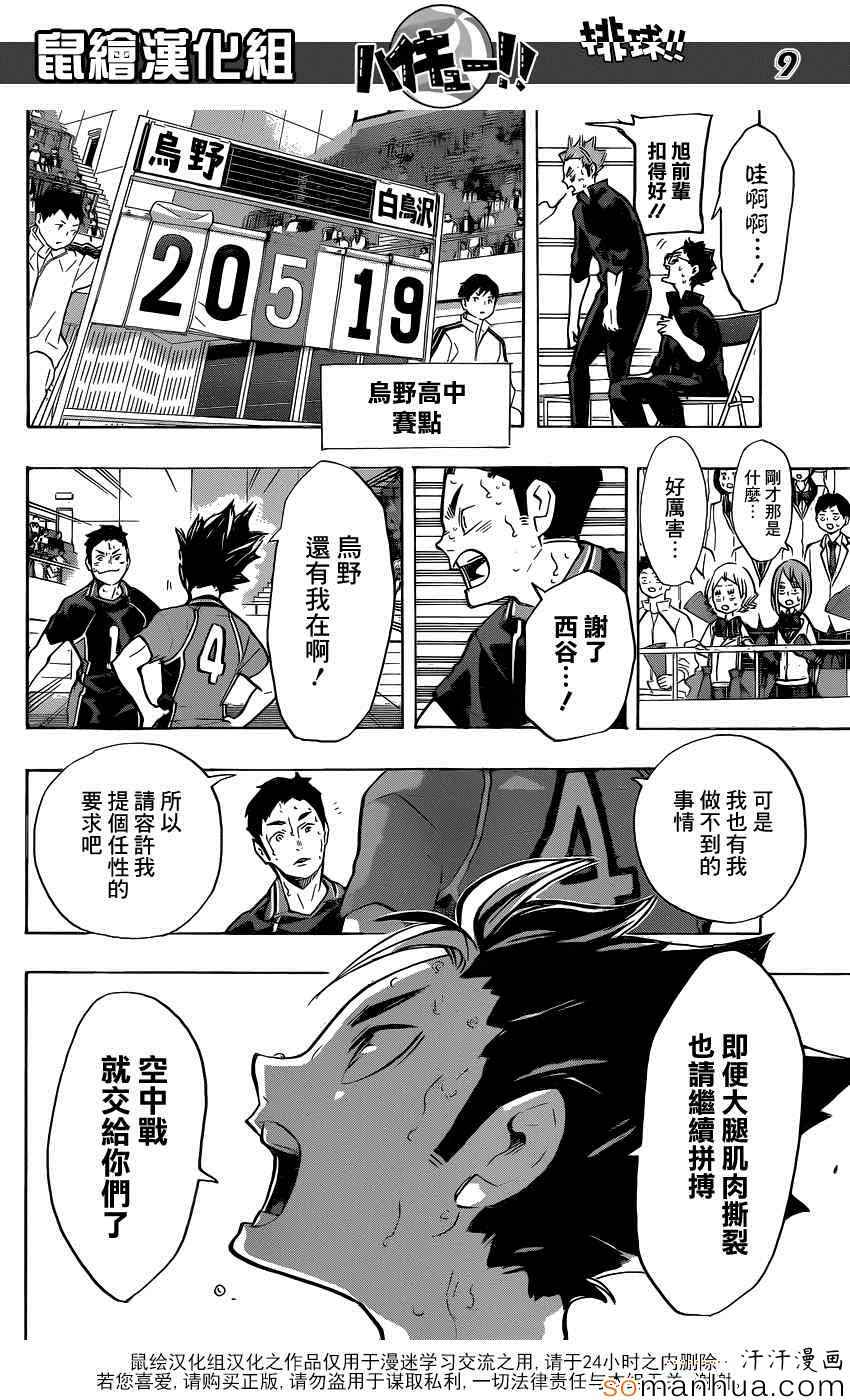 鼠繪漢化組
ハイキュー!!
排球!!
9
哇啊啊…!
旭前輩
扣得好!!
烏野
白鳥沢
20
5
19
烏野高中
賽點
剛才那是
什麼…
好厲害…
謝了
西谷…!
烏野
還有我在啊!
1
4
可是
我也有我
做不到的
事情
所以
請容許我
提個任性的
要求吧
4
即便大腿肌肉撕裂
也請繼續拼搏
空中戰
就交給你們了
鼠绘汉化组汉化之作品仅用于漫迷学习交流之用,请于24小时之内删除
若您喜爱,请购买正版,请勿盗用于谋取私利,一切法律责任与
汗汗漫画
somanhua.com